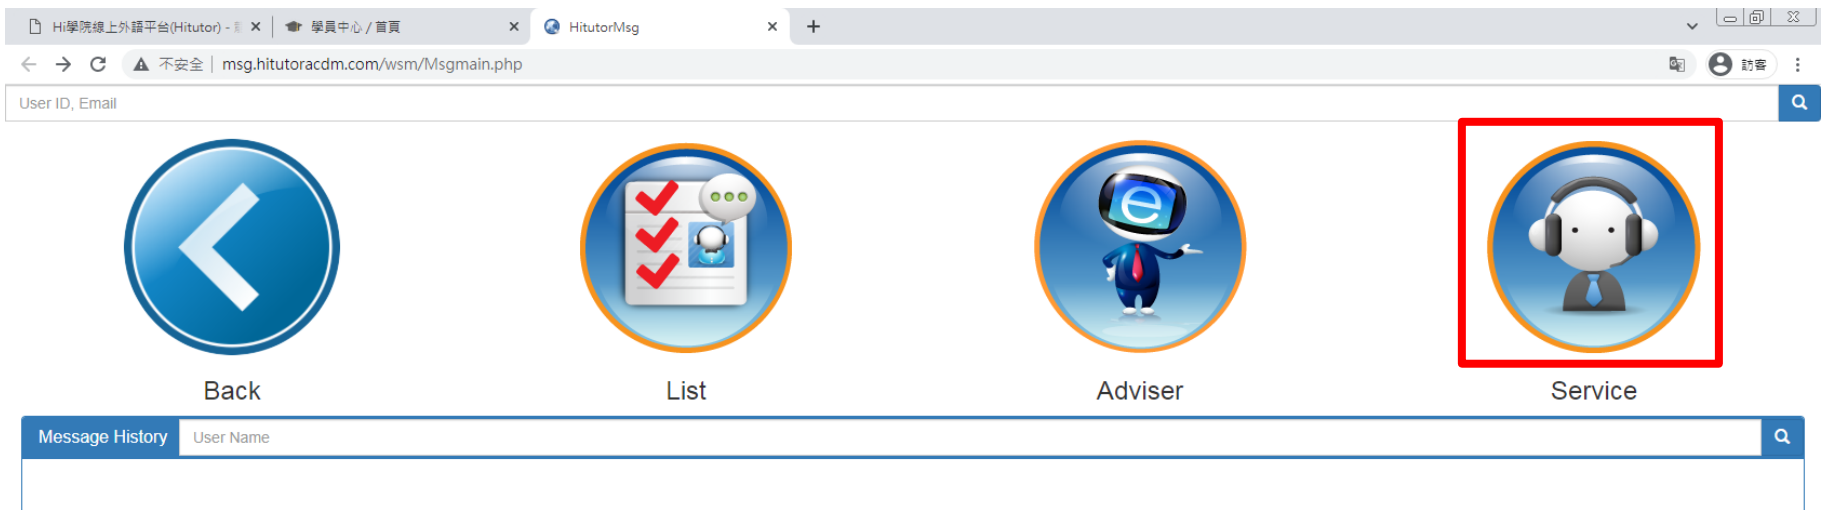 Hi學院線上外語平台(Hitutor) -
學員中心 / 首頁
HitutorMsg
不安全 | msg.hitutoracdm.com/wsm/Msgmain.php
訪客
User ID, Email
e
Back
List
Adviser
Service
Message History
User Name